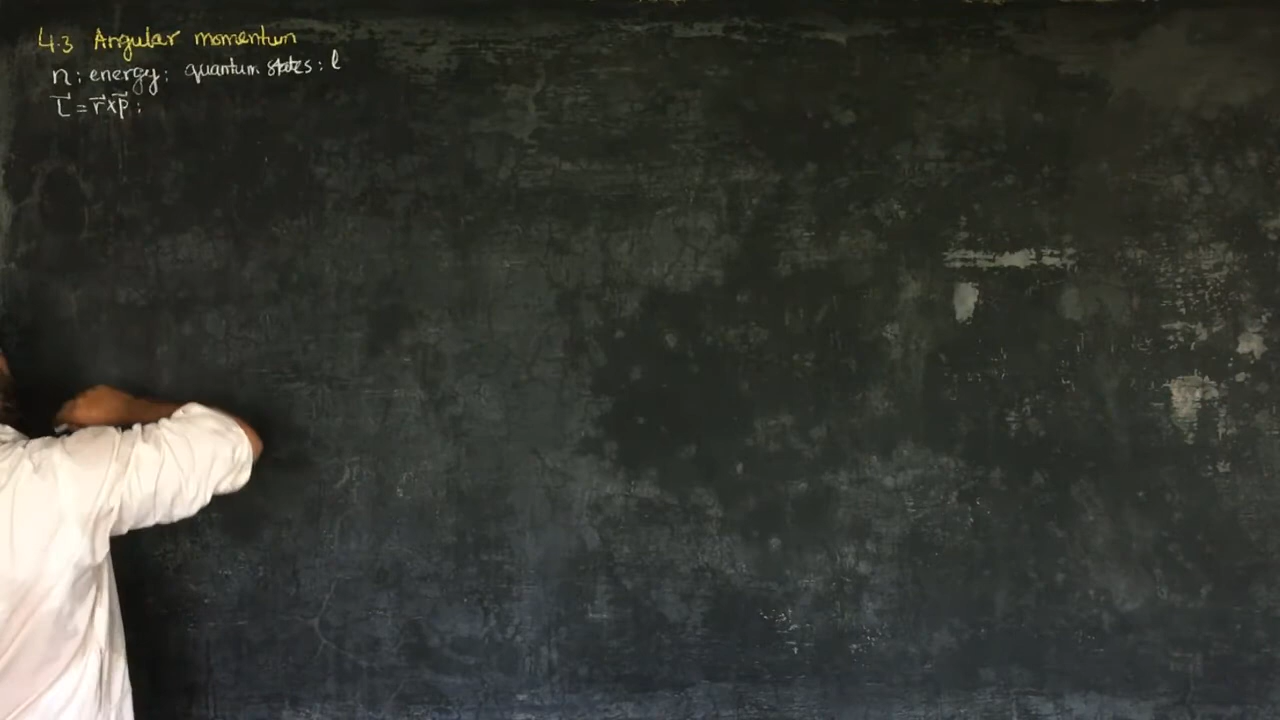 4.3 Angular momentum
n: energy; quantum states: l
L⃗ = r⃗ × p⃗ ;